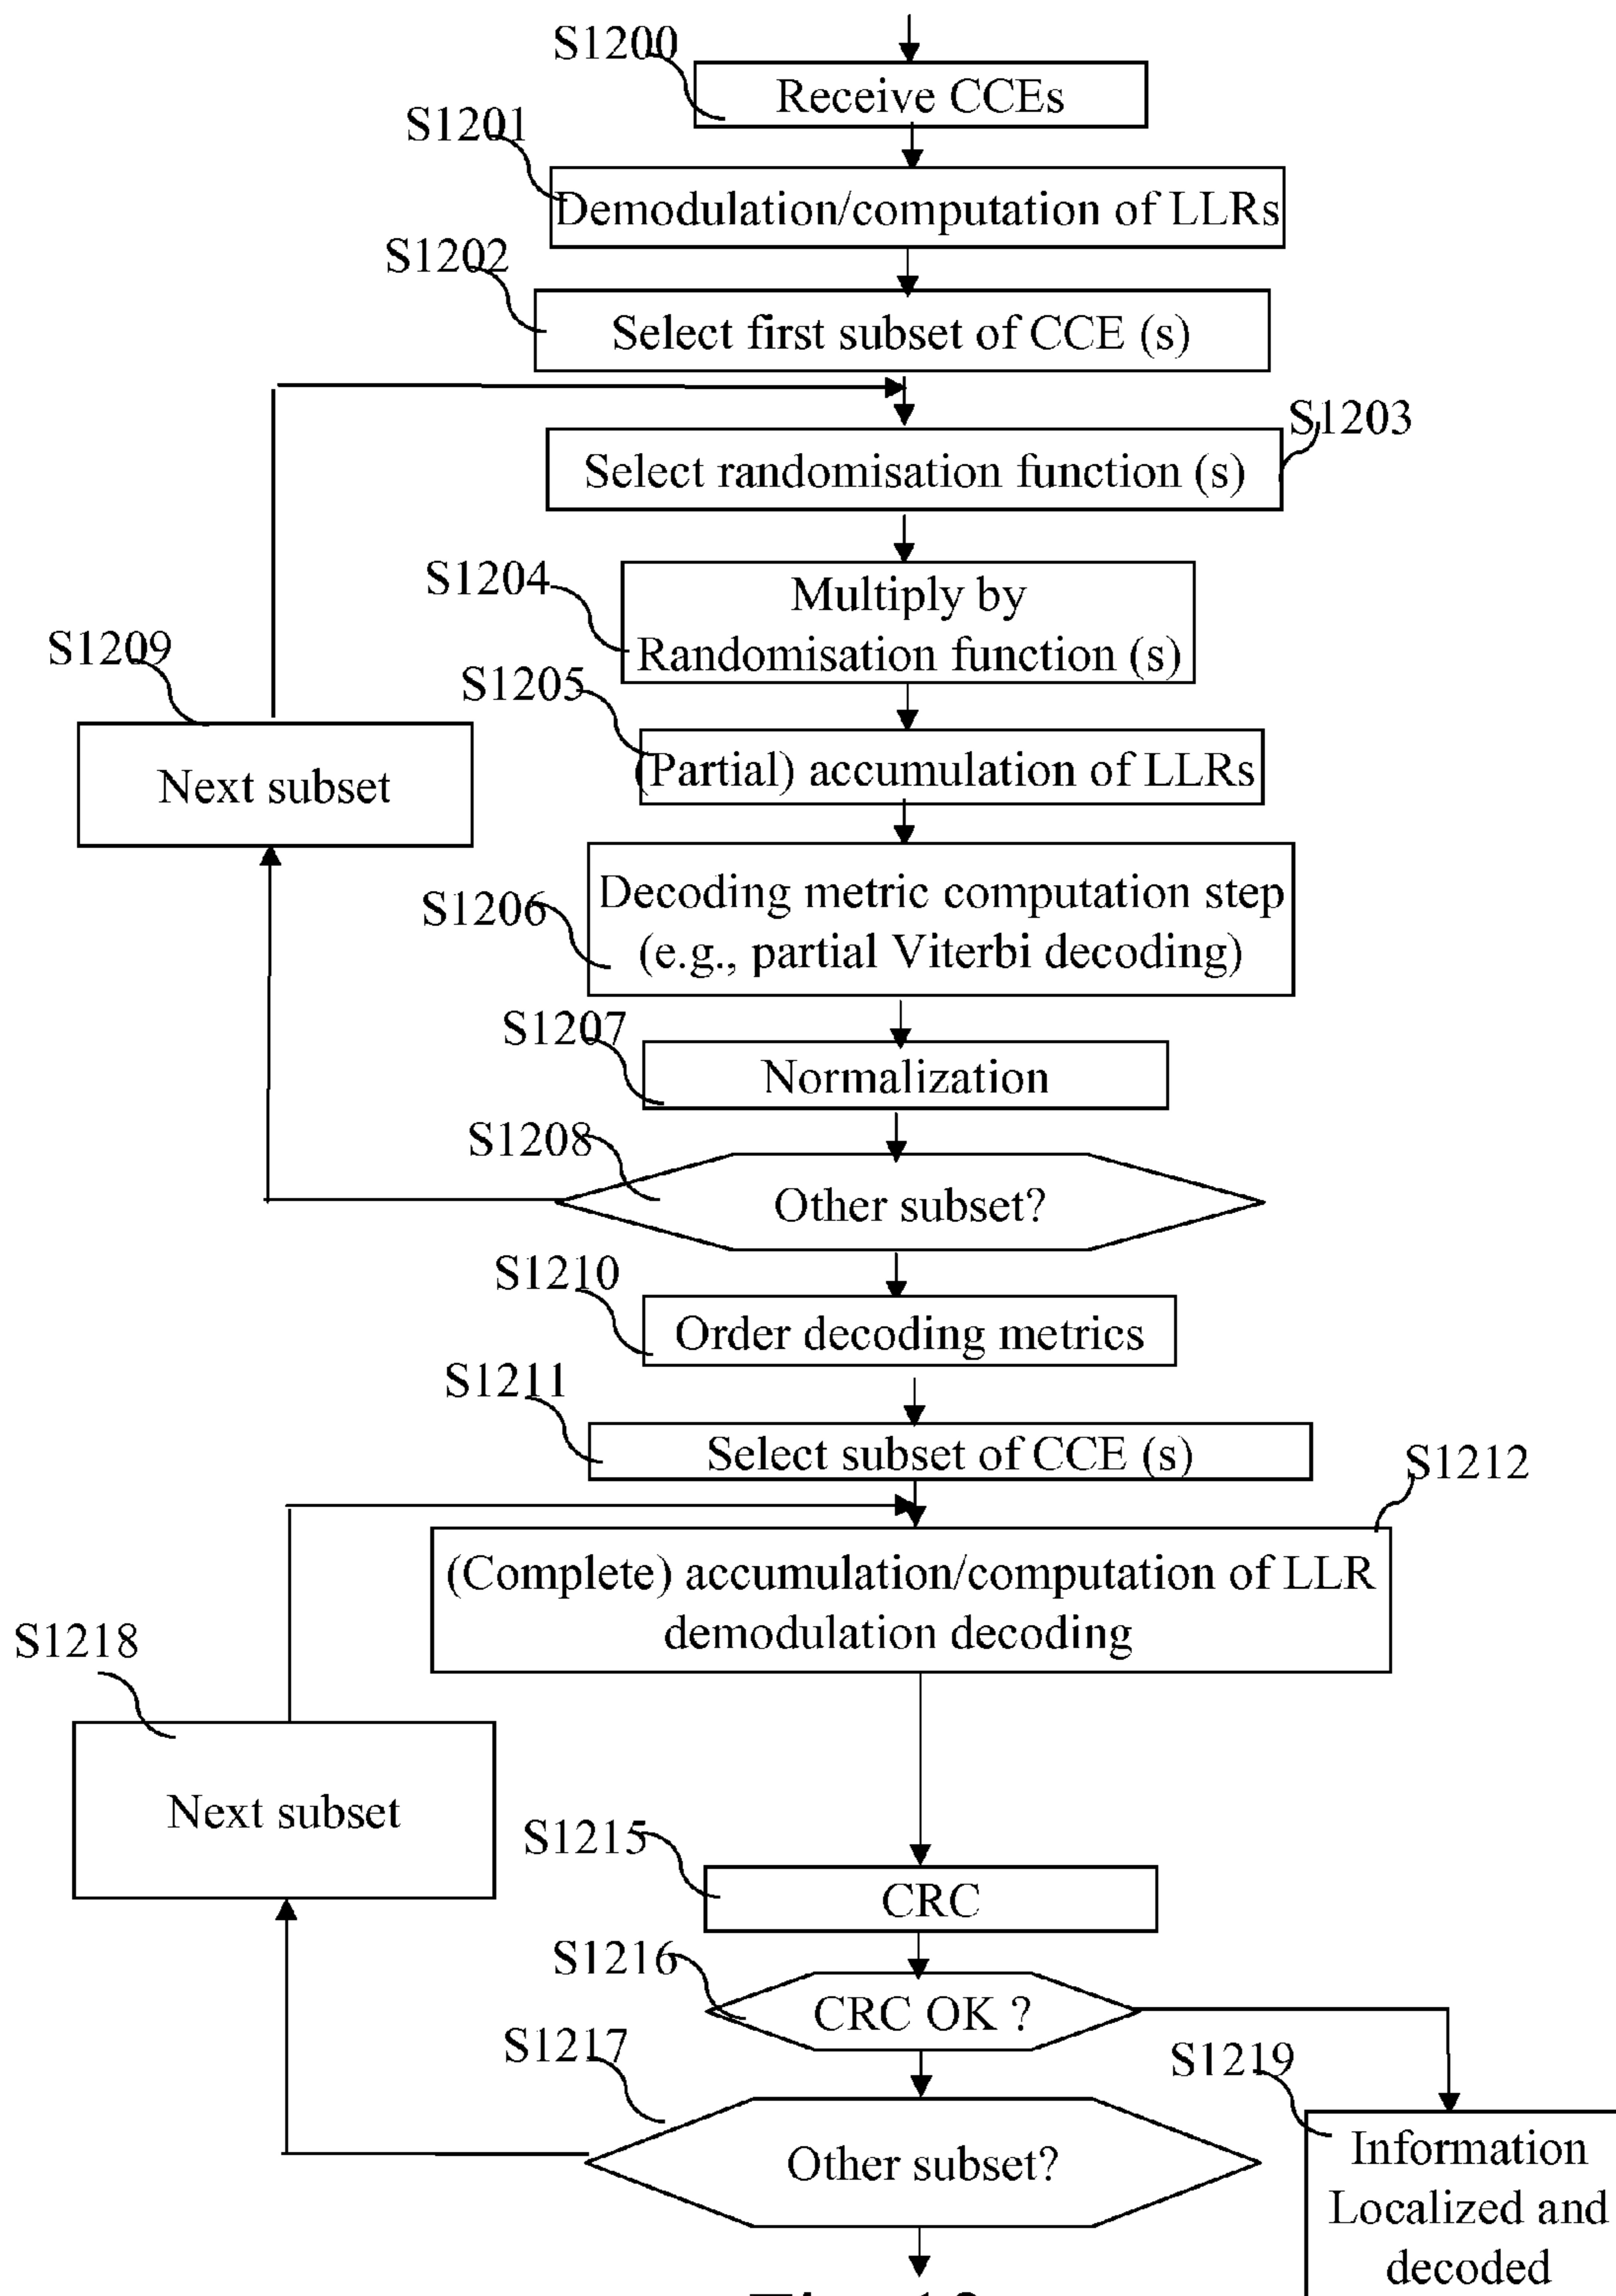 S1200
Receive CCEs
S1201
Demodulation/computation of LLRs
S1202
Select first subset of CCE (s)
S1203
Select randomisation function (s)
S1204
Multiply by
Randomisation function (s)
S1209
Next subset
S1205
(Partial) accumulation of LLRs
S1206
Decoding metric computation step
(e.g., partial Viterbi decoding)
S1207
Normalization
S1208
Other subset?
S1210
Order decoding metrics
S1211
Select subset of CCE (s)
S1212
(Complete) accumulation/computation of LLR
demodulation decoding
S1218
Next subset
S1215
CRC
S1216
CRC OK ?
S1217
Other subset?
S1219
Information
Localized and
decoded